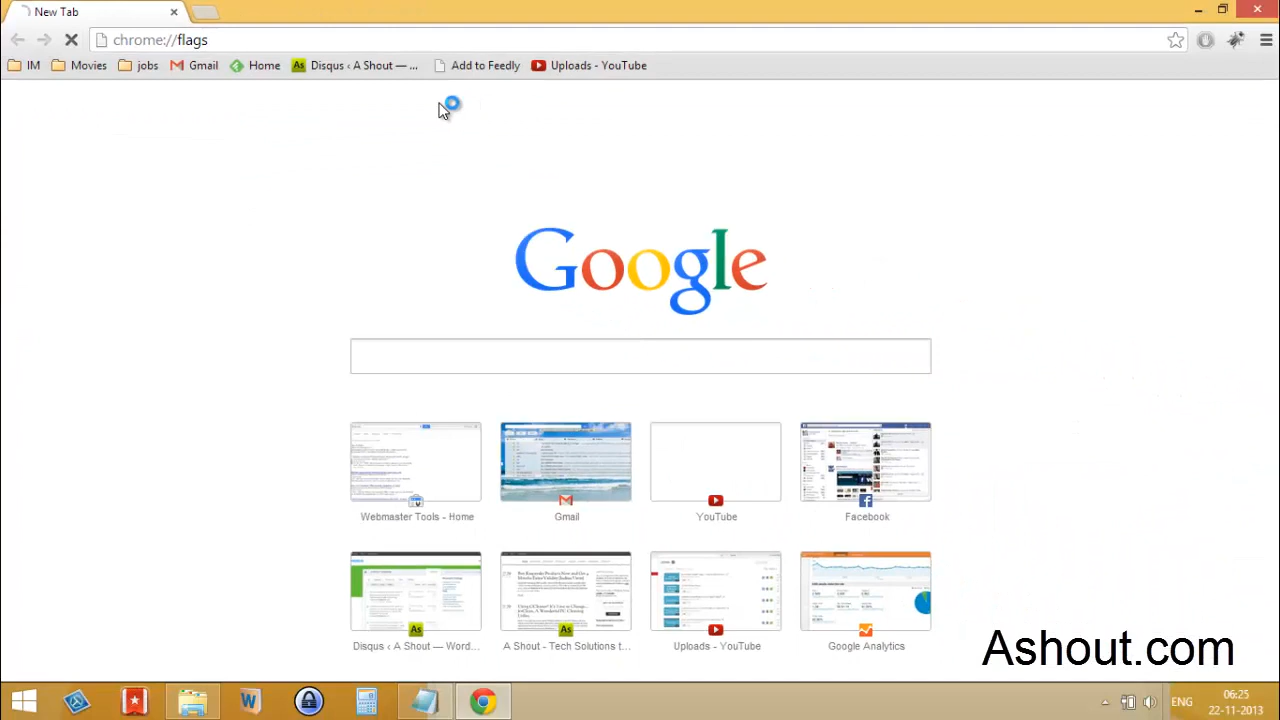 New Tab
chrome://flags
IM Movies jobs Gmail Home Disqus ‹ A Shout — ... Add to Feedly Uploads - YouTube
Google
Webmaster Tools - Home Gmail YouTube Facebook
Disqus ‹ A Shout — Word... A Shout - Tech Solutions t... Uploads - YouTube Google Analytics
Ashout.com
ENG 06:25
22-11-2013